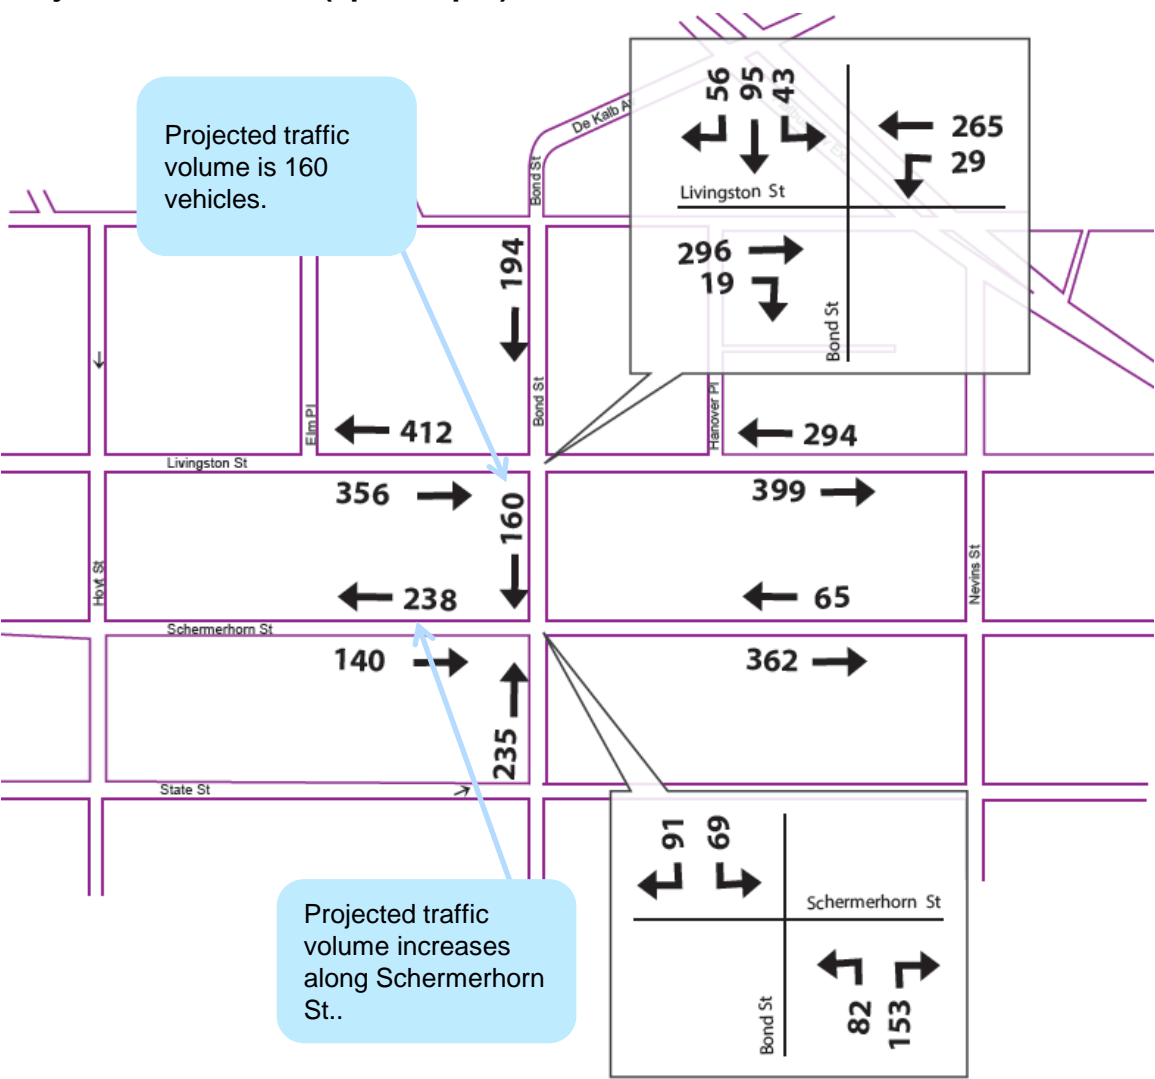 Projected traffic
volume is 160
vehicles.
De Kalb A
Bond St
56 95 43
265
29
Livingston St
296
19
Bond St
194
Bond St
Elm Pl
Hanover Pl
412
294
Livingston St
356
399
160
Hoyt St
Nevins St
238
65
Schermerhorn St
140
362
235
State St
91 69
Schermerhorn St
82 153
Bond St
Projected traffic
volume increases
along Schermerhorn
St..